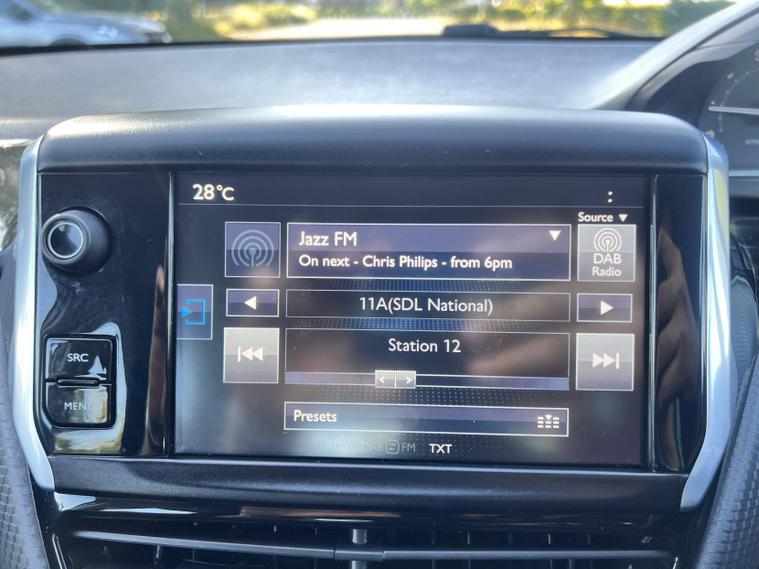 28°C
:
Source ▼
Jazz FM ▼
On next - Chris Philips - from 6pm
DAB
Radio
◀ 11A(SDL National) ▶
Station 12
< >
SRC
MENU
Presets
RDS DAB FM TXT